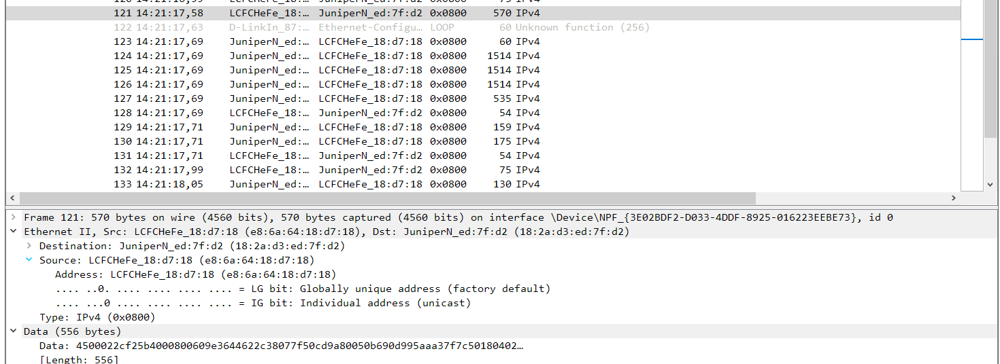 121 14:21:17,58 LCFCHeFe_18:… JuniperN_ed:7f:d2 0x0800 570 IPv4
122 14:21:17,63 D-LinkIn_87:… Ethernet-Configu… LOOP 60 Unknown function (256)
123 14:21:17,69 JuniperN_ed:… LCFCHeFe_18:d7:18 0x0800 60 IPv4
124 14:21:17,69 JuniperN_ed:… LCFCHeFe_18:d7:18 0x0800 1514 IPv4
125 14:21:17,69 JuniperN_ed:… LCFCHeFe_18:d7:18 0x0800 1514 IPv4
126 14:21:17,69 JuniperN_ed:… LCFCHeFe_18:d7:18 0x0800 1514 IPv4
127 14:21:17,69 JuniperN_ed:… LCFCHeFe_18:d7:18 0x0800 535 IPv4
128 14:21:17,69 LCFCHeFe_18:… JuniperN_ed:7f:d2 0x0800 54 IPv4
129 14:21:17,71 JuniperN_ed:… LCFCHeFe_18:d7:18 0x0800 159 IPv4
130 14:21:17,71 JuniperN_ed:… LCFCHeFe_18:d7:18 0x0800 175 IPv4
131 14:21:17,71 LCFCHeFe_18:… JuniperN_ed:7f:d2 0x0800 54 IPv4
132 14:21:17,99 LCFCHeFe_18:… JuniperN_ed:7f:d2 0x0800 75 IPv4
133 14:21:18,05 JuniperN_ed:… LCFCHeFe_18:d7:18 0x0800 130 IPv4
Frame 121: 570 bytes on wire (4560 bits), 570 bytes captured (4560 bits) on interface \Device\NPF_{3E02BDF2-D033-4DDF-8925-016223EEBE73}, id 0
Ethernet II, Src: LCFCHeFe_18:d7:18 (e8:6a:64:18:d7:18), Dst: JuniperN_ed:7f:d2 (18:2a:d3:ed:7f:d2)
Destination: JuniperN_ed:7f:d2 (18:2a:d3:ed:7f:d2)
Source: LCFCHeFe_18:d7:18 (e8:6a:64:18:d7:18)
Address: LCFCHeFe_18:d7:18 (e8:6a:64:18:d7:18)
.... ..0. .... .... .... .... = LG bit: Globally unique address (factory default)
.... ...0 .... .... .... .... = IG bit: Individual address (unicast)
Type: IPv4 (0x0800)
Data (556 bytes)
Data: 4500022cf25b4000800609e3644622c38077f50cd9a80050b690d995aaa37f7c50180402…
[Length: 556]